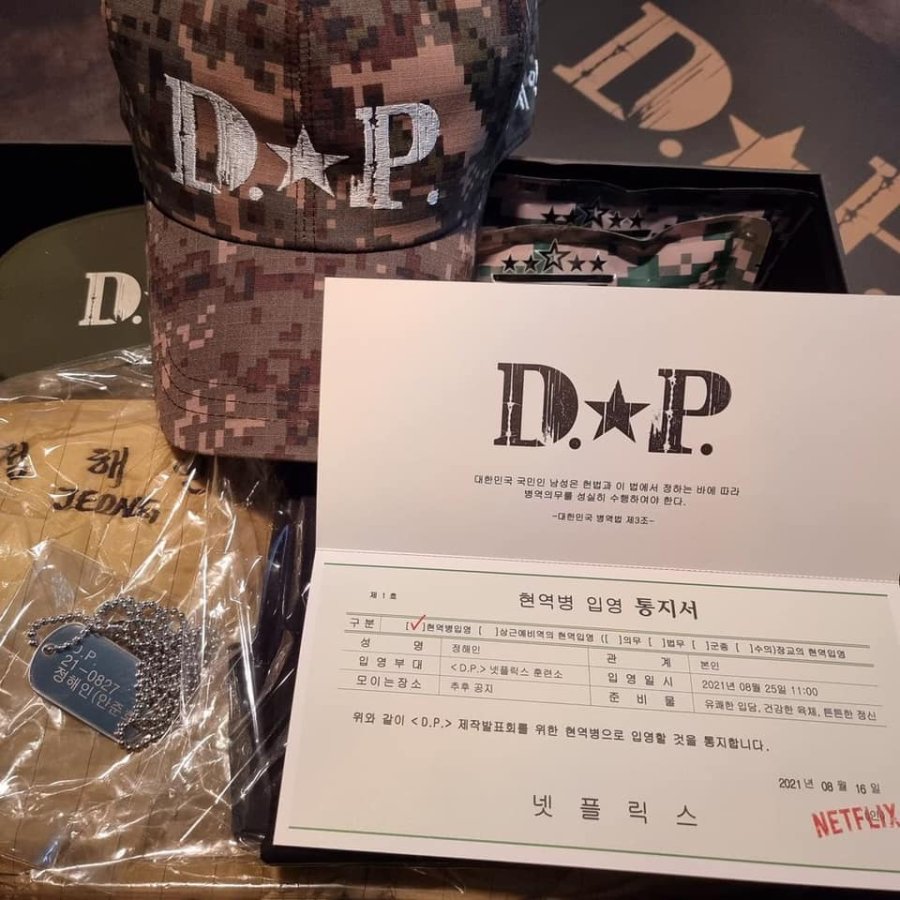 D.★P.
D.★P.
D.
해
JEONG
D.P
21-0827
정해인(안준
D.★P.
대한민국 국민인 남성은 헌법과 이 법에서 정하는 바에 따라
병역의무를 성실히 수행하여야 한다.
-대한민국 병역법 제3조-
제 1 호
현역병 입영 통지서
구 분 [✓]현역병입영 [ ]상근예비역의 현역입영 ([ ]의무 [ ]법무 [ ]군종 [ ]수의)장교의 현역입영
성 명 정해인 관 계 본인
입 영 부 대 <D.P.> 넷플릭스 훈련소 입 영 일 시 2021년 08월 25일 11:00
모이는장소 추후 공지 준 비 물 유쾌한 입담, 건강한 육체, 튼튼한 정신
위와 같이 <D.P.> 제작발표회를 위한 현역병으로 입영할 것을 통지합니다.
2021년 08 월 16 일
넷 플 릭 스
(인)
NETFLIX